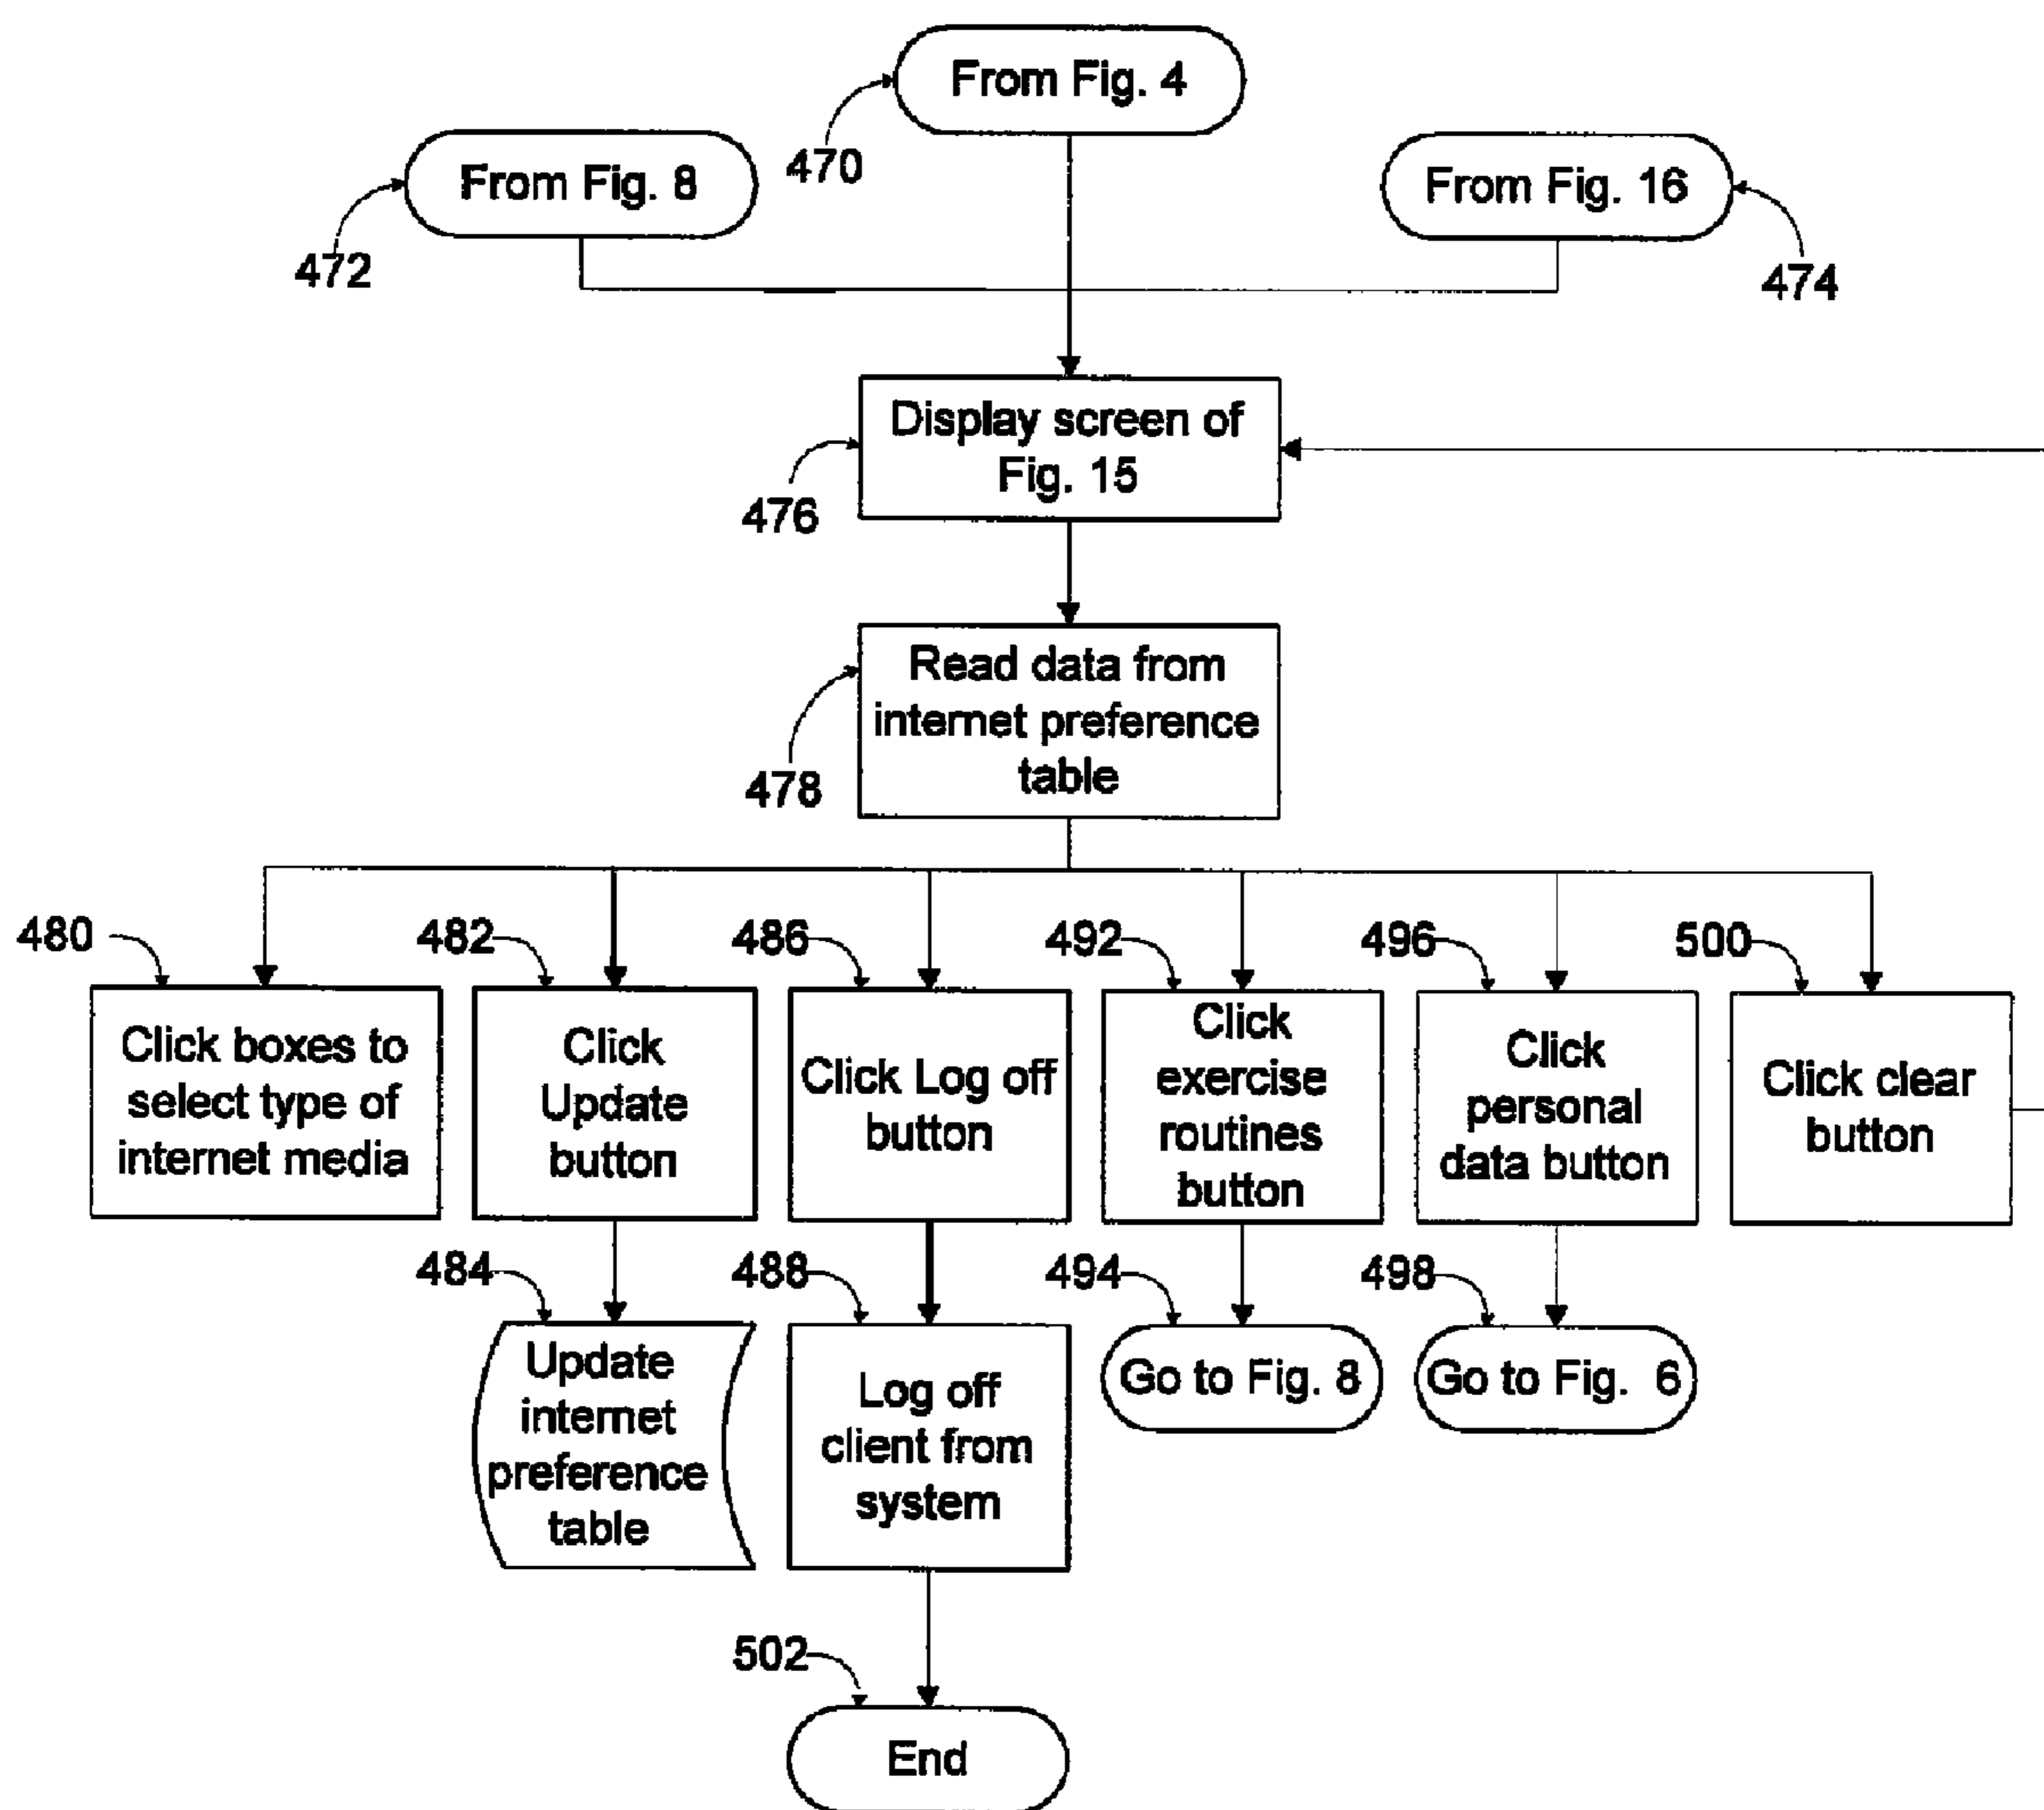 From Fig. 4
470
From Fig. 8
472
From Fig. 16
474
Display screen of
Fig. 15
476
Read data from
internet preference
table
478
480
482
486
492
496
500
Click boxes to
select type of
internet media
Click
Update
button
Click Log off
button
Click
exercise
routines
button
Click
personal
data button
Click clear
button
484
488
494
498
Update
internet
preference
table
Log off
client from
system
Go to Fig. 8
Go to Fig. 6
502
End